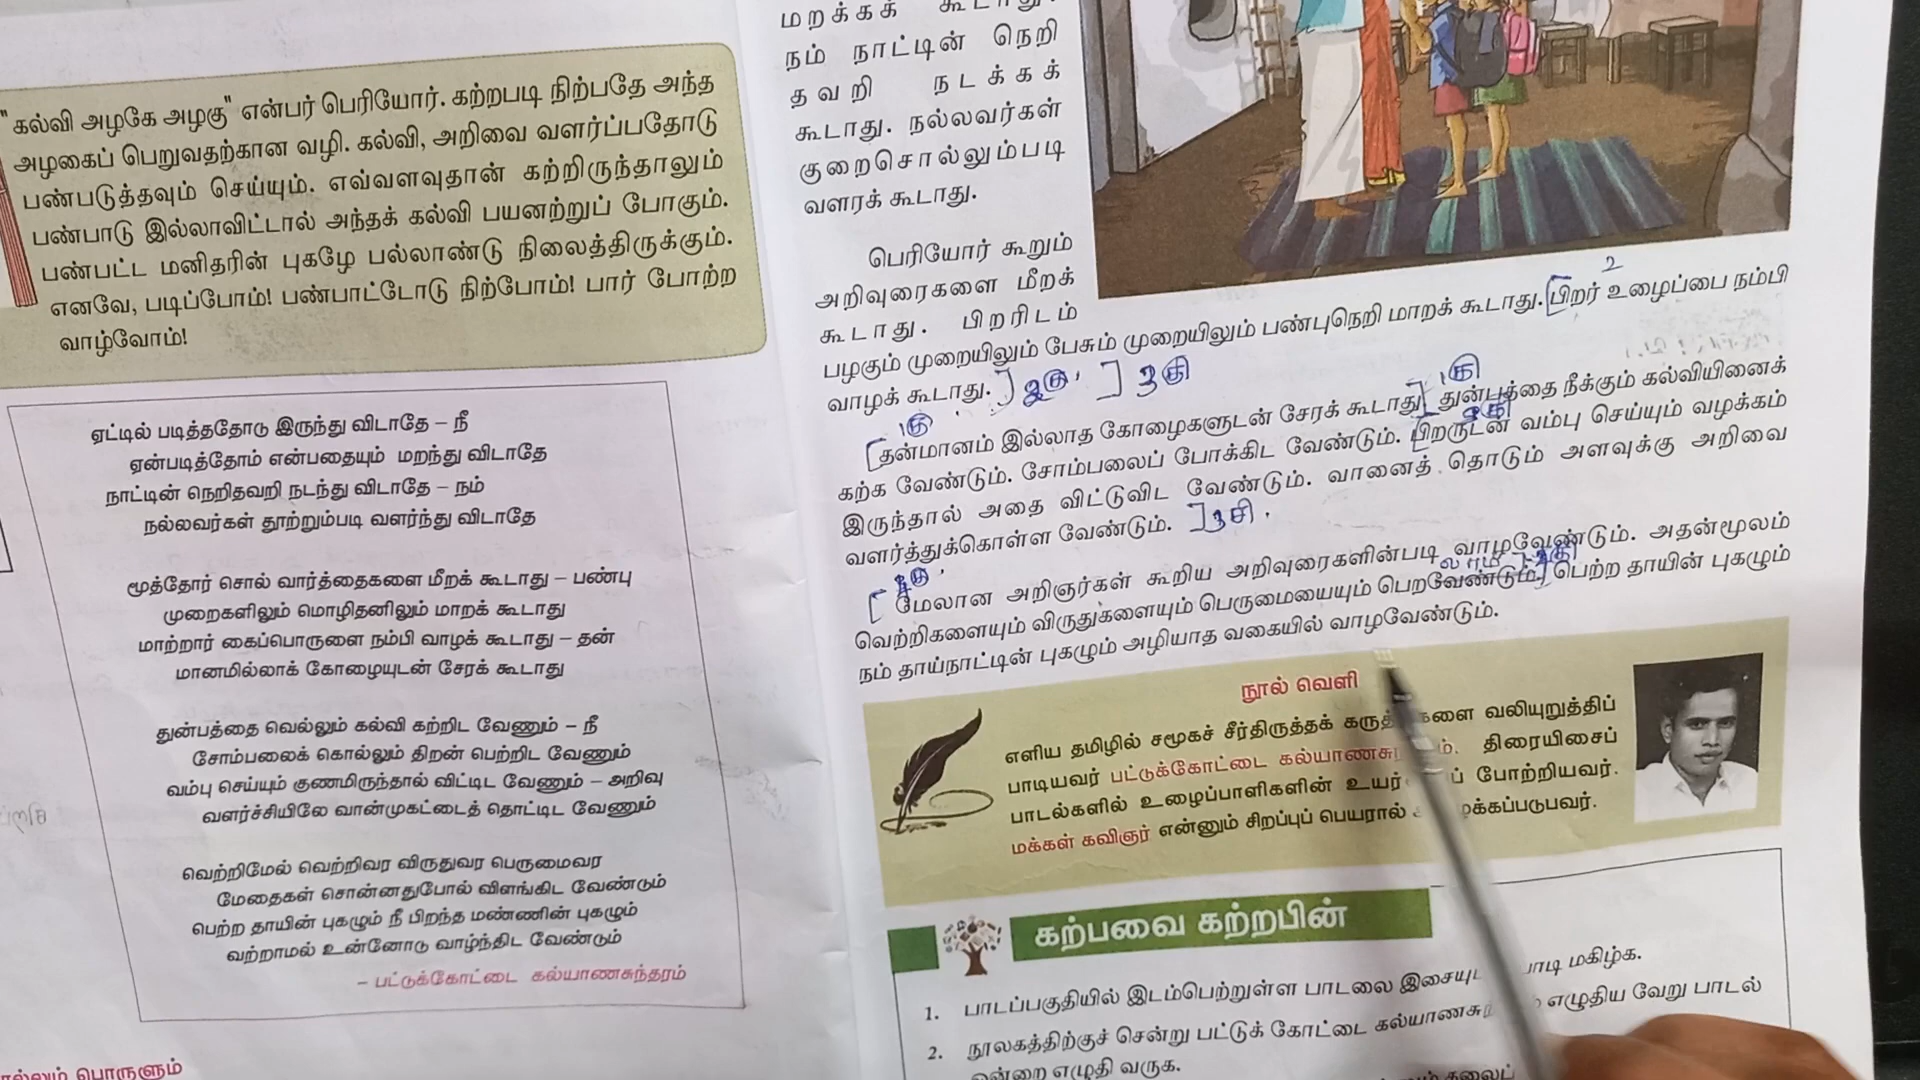 "கல்வி அழகே அழகு" என்பர் பெரியோர். கற்றபடி நிற்பதே அந்த
அழகைப் பெறுவதற்கான வழி. கல்வி, அறிவை வளர்ப்பதோடு
பண்படுத்தவும் செய்யும். எவ்வளவுதான் கற்றிருந்தாலும்
பண்பாடு இல்லாவிட்டால் அந்தக் கல்வி பயனற்றுப் போகும்.
பண்பட்ட மனிதரின் புகழே பல்லாண்டு நிலைத்திருக்கும்.
எனவே, படிப்போம்! பண்பாட்டோடு நிற்போம்! பார் போற்ற
வாழ்வோம்!
ஏட்டில் படித்ததோடு இருந்து விடாதே – நீ
ஏன்படித்தோம் என்பதையும் மறந்து விடாதே
நாட்டின் நெறிதவறி நடந்து விடாதே – நம்
நல்லவர்கள் தூற்றும்படி வளர்ந்து விடாதே
மூத்தோர் சொல் வார்த்தைகளை மீறக் கூடாது – பண்பு
முறைகளிலும் மொழிதனிலும் மாறக் கூடாது
மாற்றார் கைப்பொருளை நம்பி வாழக் கூடாது – தன்
மானமில்லாக் கோழையுடன் சேரக் கூடாது
துன்பத்தை வெல்லும் கல்வி கற்றிட வேணும் – நீ
சோம்பலைக் கொல்லும் திறன் பெற்றிட வேணும்
வம்பு செய்யும் குணமிருந்தால் விட்டிட வேணும் – அறிவு
வளர்ச்சியிலே வான்முகட்டைத் தொட்டிட வேணும்
வெற்றிமேல் வெற்றிவர விருதுவர பெருமைவர
மேதைகள் சொன்னதுபோல் விளங்கிட வேண்டும்
பெற்ற தாயின் புகழும் நீ பிறந்த மண்ணின் புகழும்
வற்றாமல் உன்னோடு வாழ்ந்திட வேண்டும்
– பட்டுக்கோட்டை கல்யாணசுந்தரம்
பொருளும்
மறக்கக் கூடாது.
நம் நாட்டின் நெறி
தவறி நடக்கக்
கூடாது. நல்லவர்கள்
குறைசொல்லும்படி
வளரக் கூடாது.
பெரியோர் கூறும்
அறிவுரைகளை மீறக்
கூடாது. பிறரிடம்
பழகும் முறையிலும் பேசும் முறையிலும் பண்புநெறி மாறக் கூடாது. பிறர் உழைப்பை நம்பி
வாழக் கூடாது.
தன்மானம் இல்லாத கோழைகளுடன் சேரக் கூடாது. துன்பத்தை நீக்கும் கல்வியினைக்
கற்க வேண்டும். சோம்பலைப் போக்கிட வேண்டும். பிறருடன் வம்பு செய்யும் வழக்கம்
இருந்தால் அதை விட்டுவிட வேண்டும். வானைத் தொடும் அளவுக்கு அறிவை
வளர்த்துக்கொள்ள வேண்டும்.
மேலான அறிஞர்கள் கூறிய அறிவுரைகளின்படி வாழவேண்டும். அதன்மூலம்
வெற்றிகளையும் விருதுகளையும் பெருமையையும் பெறவேண்டும். பெற்ற தாயின் புகழும்
நம் தாய்நாட்டின் புகழும் அழியாத வகையில் வாழவேண்டும்.
நூல் வெளி
எளிய தமிழில் சமூகச் சீர்திருத்தக் கருத் களை வலியுறுத்திப்
பாடியவர் பட்டுக்கோட்டை கல்யாணசு ம். திரையிசைப்
பாடல்களில் உழைப்பாளிகளின் உயர் ப் போற்றியவர்.
மக்கள் கவிஞர் என்னும் சிறப்புப் பெயரால் அ க்கப்படுபவர்.
கற்பவை கற்றபின்
1. பாடப்பகுதியில் இடம்பெற்றுள்ள பாடலை இசையு பாடி மகிழ்க.
2. நூலகத்திற்குச் சென்று பட்டுக் கோட்டை கல்யாணசு எழுதிய வேறு பாடல்
ஒன்றை எழுதி வருக.